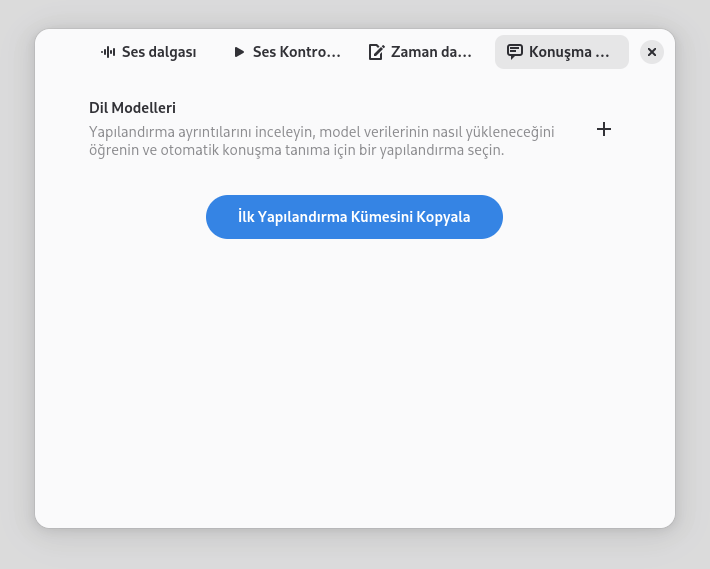 Ses dalgası
Ses Kontro...
Zaman da...
Konuşma ...
Dil Modelleri
Yapılandırma ayrıntılarını inceleyin, model verilerinin nasıl yükleneceğini
öğrenin ve otomatik konuşma tanıma için bir yapılandırma seçin.
İlk Yapılandırma Kümesini Kopyala